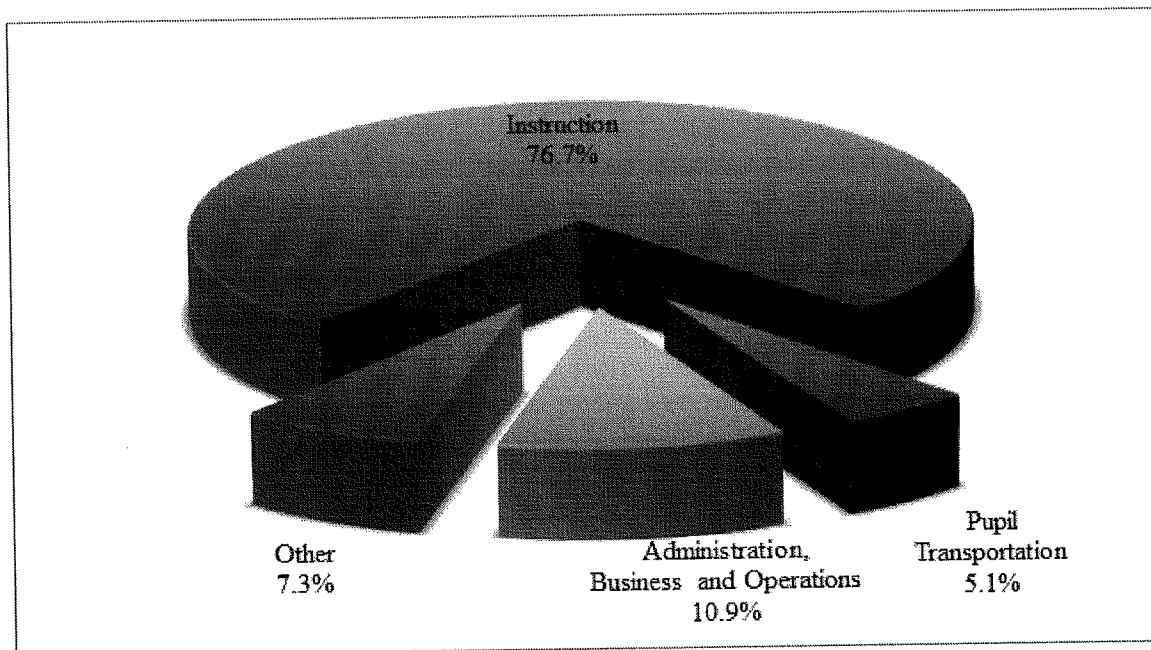 Instruction
76.7%
Other
7.3%
Administration,
Business and Operations
10.9%
Pupil
Transportation
5.1%